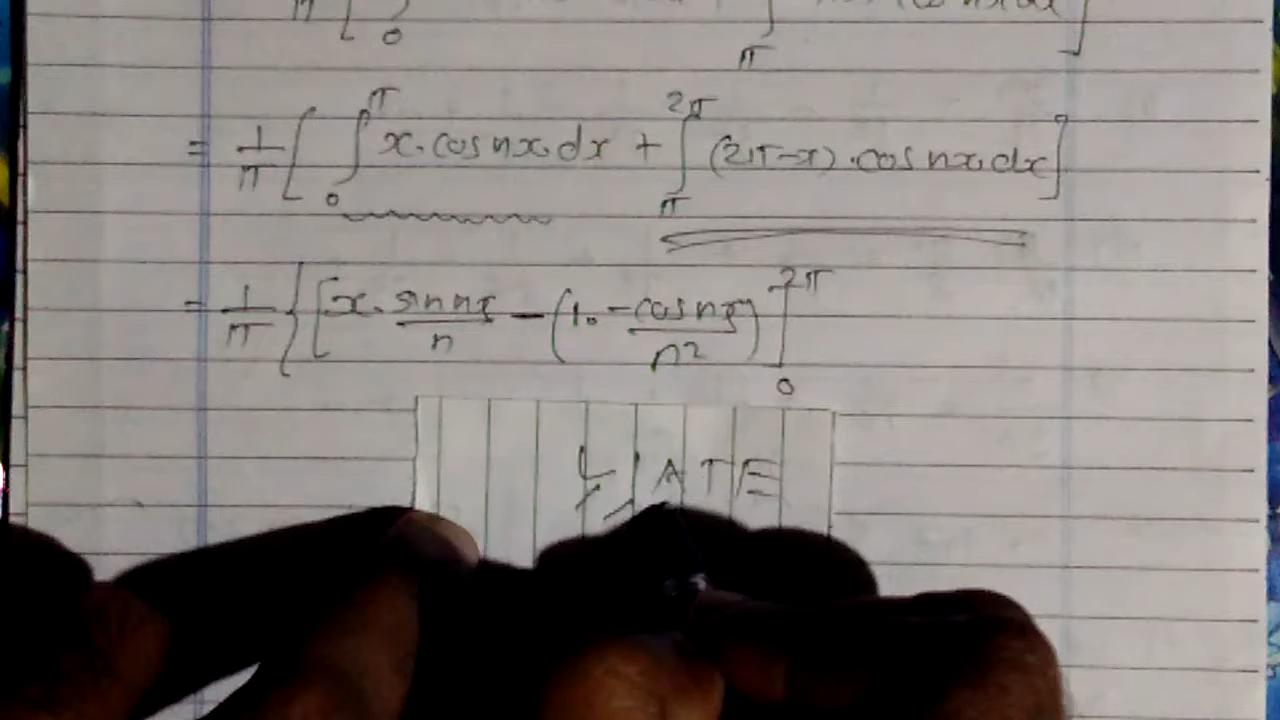 = 1/π [ ∫₀^π x·cos nx·dx + ∫_π^2π (2π-x)·cos nx·dx ]
= 1/π { [ x·sin nx/n - (1·-cos nx/n²) ]₀^2π
L I A T E